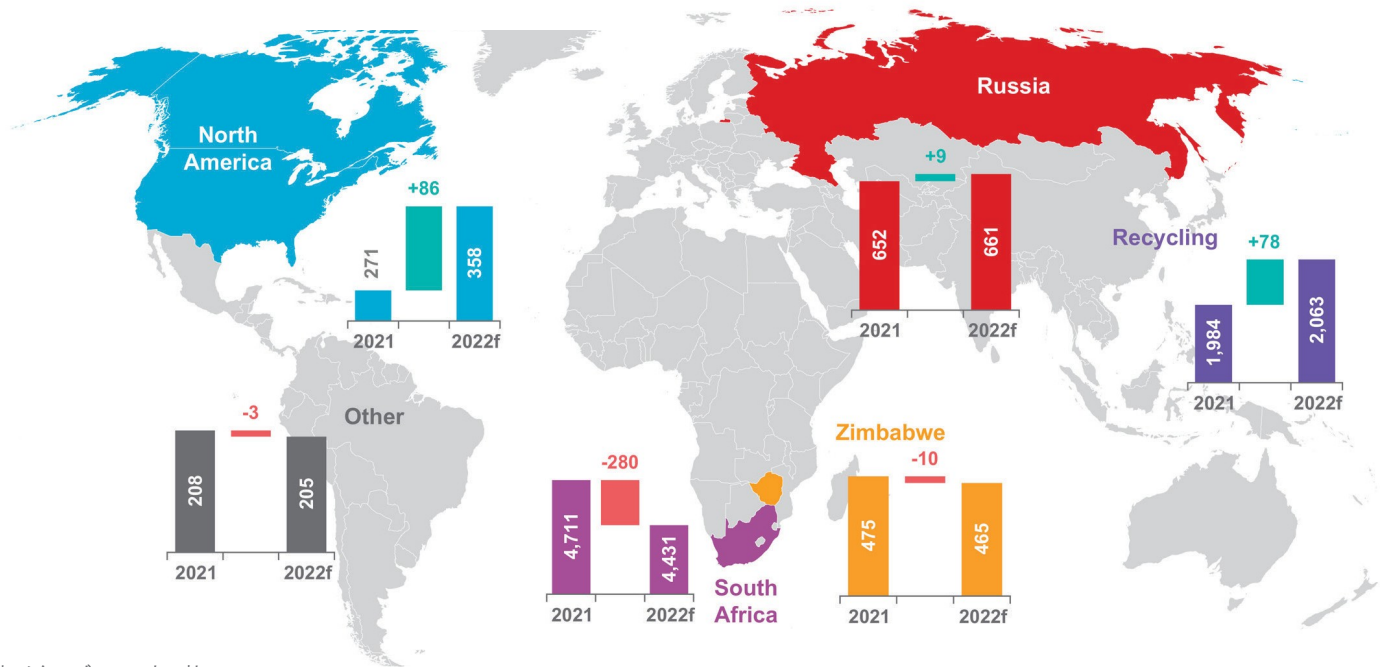 North
America
+86
271
358
2021
2022f
Russia
+9
652
661
2021
2022f
Recycling
+78
1,984
2,063
2021
2022f
Other
-3
208
205
2021
2022f
-280
4,711
4,431
2021
2022f
South
Africa
Zimbabwe
-10
475
465
2021
2022f